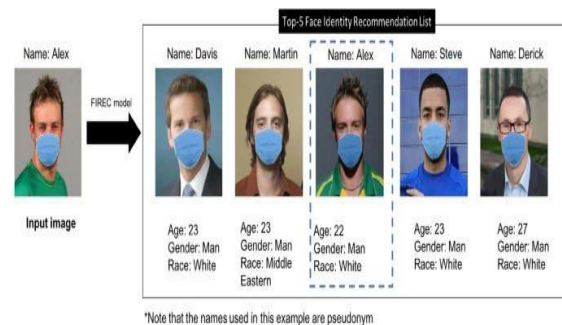 Top-5 Face Identity Recommendation List
Name: Alex
Name: Davis
Name: Martin
Name: Alex
Name: Steve
Name: Derick
FIREC model
Input image
Age: 23
Gender: Man
Race: White
Age: 23
Gender: Man
Race: Middle
Eastern
Age: 22
Gender: Man
Race: White
Age: 23
Gender: Man
Race: White
Age: 27
Gender: Man
Race: White
*Note that the names used in this example are pseudonym